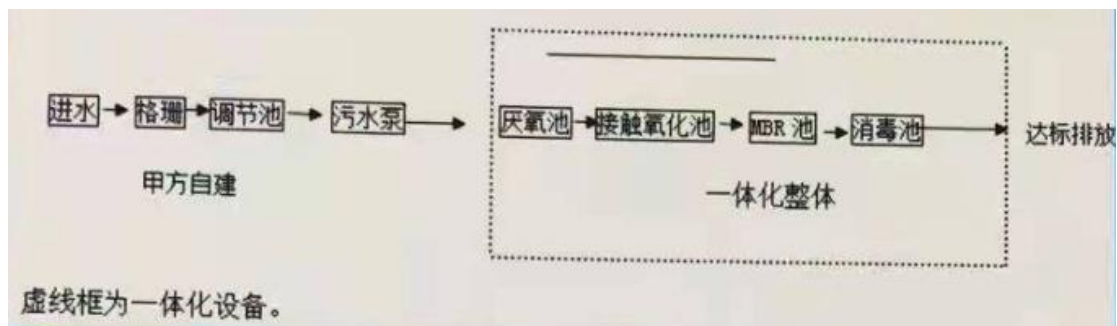 进水 格珊 调节池 污水泵 厌氧池 接触氧化池 MBR 池 消毒池 达标排放
甲方自建 一体化整体
虚线框为一体化设备。